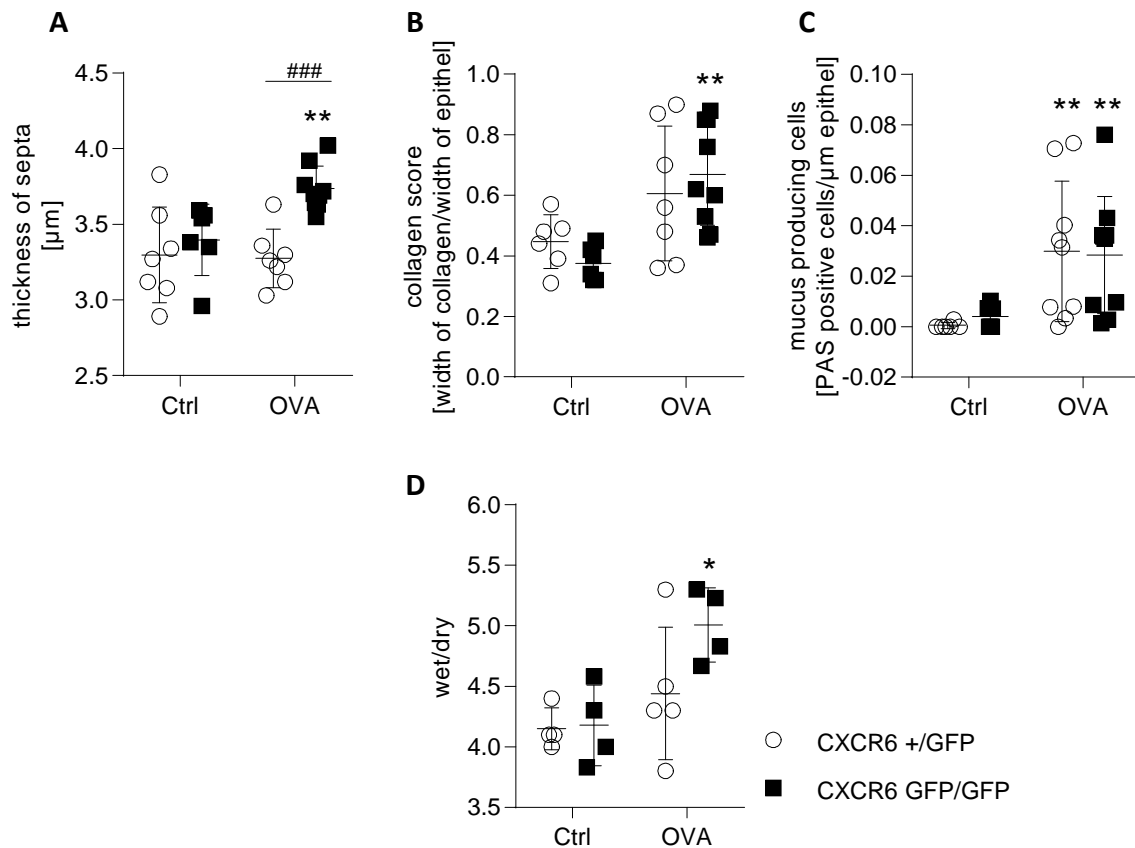 A
thickness of septa
[µm]
4.5
4.0
3.5
3.0
2.5
###
**
Ctrl
OVA
B
collagen score
[width of collagen/width of epithel]
1.0
0.8
0.6
0.4
0.2
0.0
**
Ctrl
OVA
C
mucus producing cells
[PAS positive cells/µm epithel]
0.10
0.08
0.06
0.04
0.02
0.00
-0.02
**
**
Ctrl
OVA
D
wet/dry
6.0
5.5
5.0
4.5
4.0
3.5
*
Ctrl
OVA
CXCR6 +/GFP
CXCR6 GFP/GFP